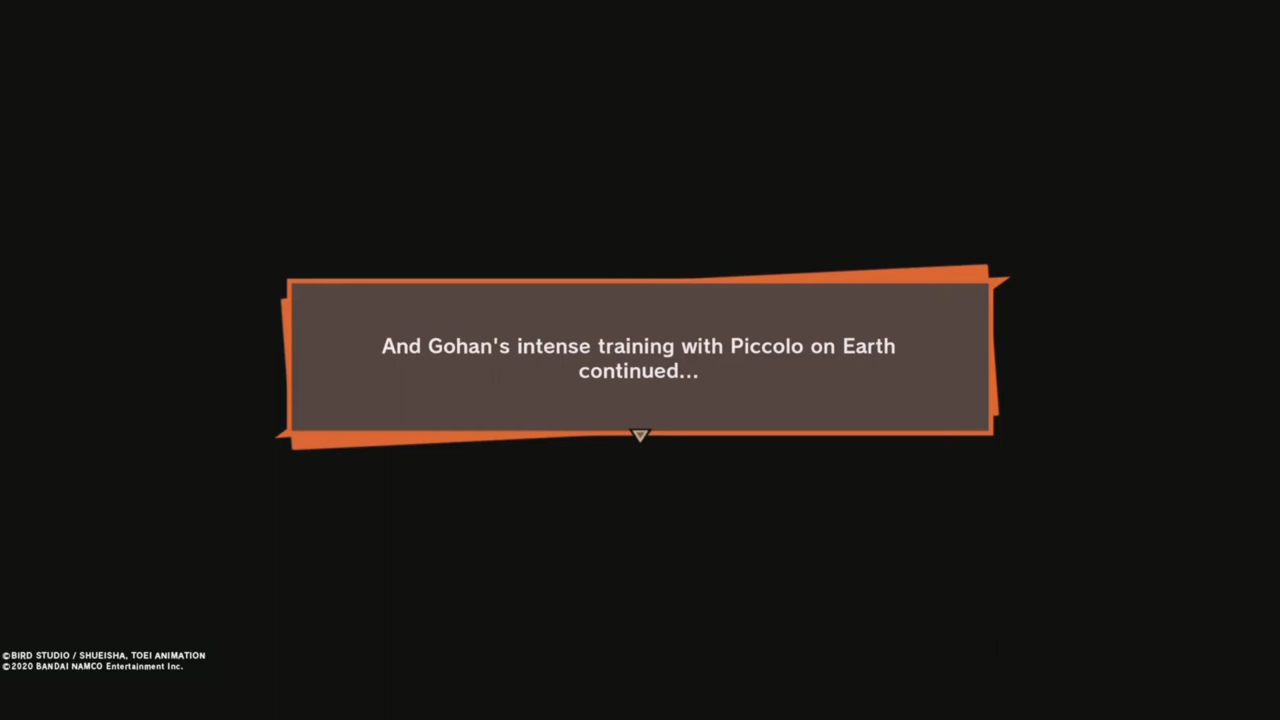 And Gohan's intense training with Piccolo on Earth
continued...
©BIRD STUDIO / SHUEISHA, TOEI ANIMATION
©2020 BANDAI NAMCO Entertainment Inc.